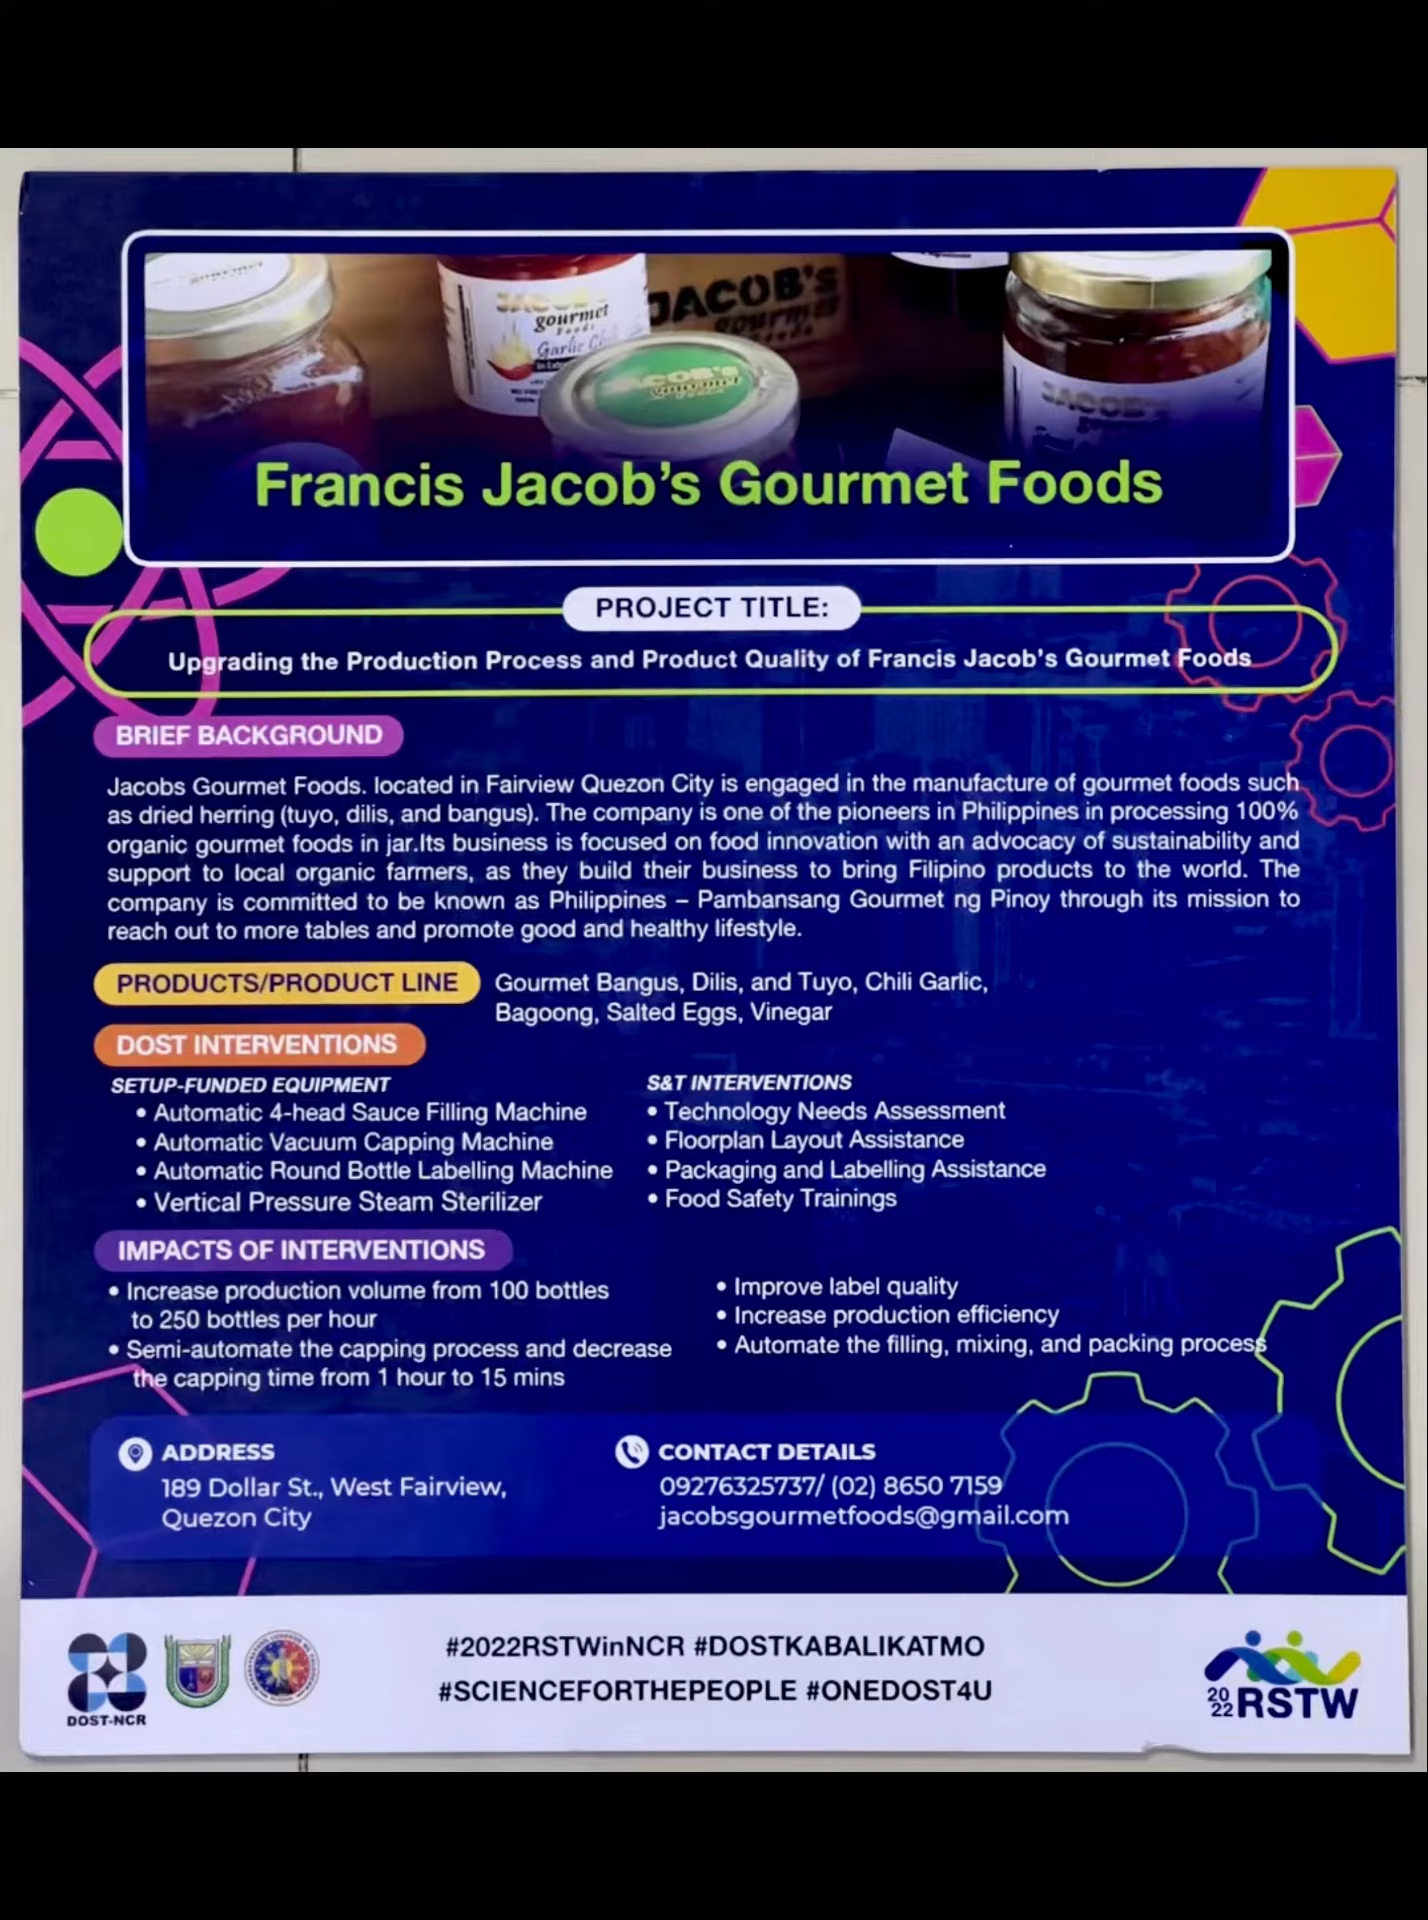 gourmet
JACOB'S
gourmet
Foods
Garlic
JACOB'S
gourmet
Foods
JACOB'S
gourmet
JACOB'S
Francis Jacob's Gourmet Foods
PROJECT TITLE:
Upgrading the Production Process and Product Quality of Francis Jacob's Gourmet Foods
BRIEF BACKGROUND
Jacobs Gourmet Foods. located in Fairview Quezon City is engaged in the manufacture of gourmet foods such
as dried herring (tuyo, dilis, and bangus). The company is one of the pioneers in Philippines in processing 100%
organic gourmet foods in jar.Its business is focused on food innovation with an advocacy of sustainability and
support to local organic farmers, as they build their business to bring Filipino products to the world. The
company is committed to be known as Philippines – Pambansang Gourmet ng Pinoy through its mission to
reach out to more tables and promote good and healthy lifestyle.
PRODUCTS/PRODUCT LINE
Gourmet Bangus, Dilis, and Tuyo, Chili Garlic,
Bagoong, Salted Eggs, Vinegar
DOST INTERVENTIONS
SETUP-FUNDED EQUIPMENT
• Automatic 4-head Sauce Filling Machine
• Automatic Vacuum Capping Machine
• Automatic Round Bottle Labelling Machine
• Vertical Pressure Steam Sterilizer
S&T INTERVENTIONS
• Technology Needs Assessment
• Floorplan Layout Assistance
• Packaging and Labelling Assistance
• Food Safety Trainings
IMPACTS OF INTERVENTIONS
• Increase production volume from 100 bottles
to 250 bottles per hour
• Semi-automate the capping process and decrease
the capping time from 1 hour to 15 mins
• Improve label quality
• Increase production efficiency
• Automate the filling, mixing, and packing process
ADDRESS
189 Dollar St., West Fairview,
Quezon City
CONTACT DETAILS
09276325737/ (02) 8650 7159
jacobsgourmetfoods@gmail.com
DOST-NCR
#2022RSTWinNCR #DOSTKABALIKATMO
#SCIENCEFORTHEPEOPLE #ONEDOST4U
2022 RSTW